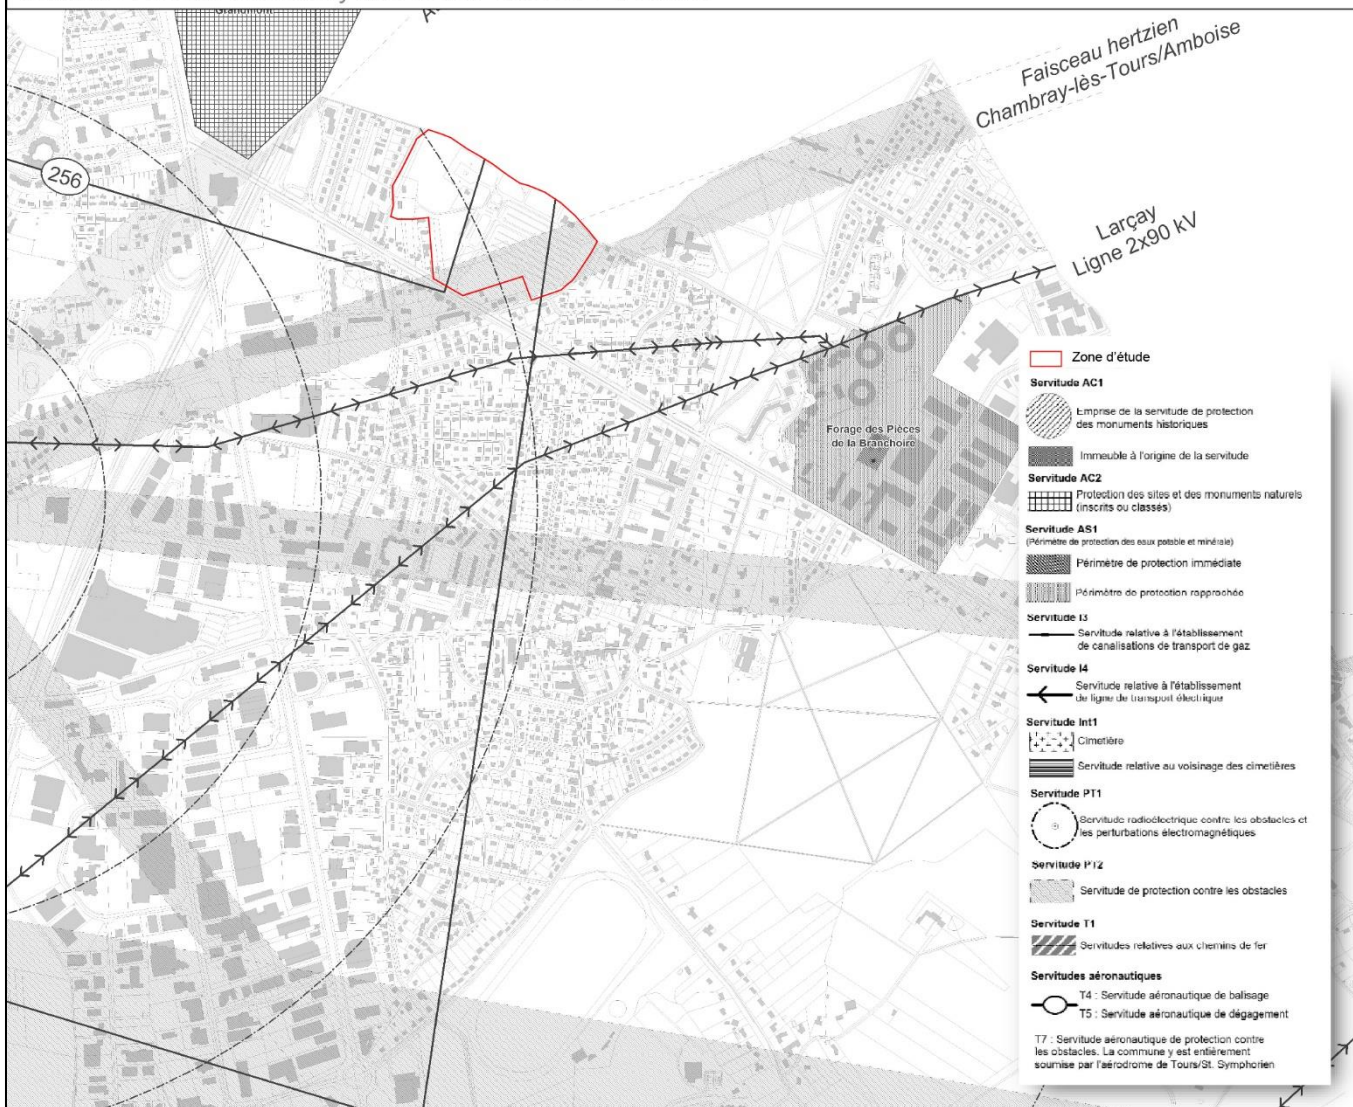 Faisceau hertzien
Chambray-lès-Tours/Amboise
256
Larçay
Ligne 2x90 kV
Forage des Pièces
de la Branchoire
Zone d'étude
Servitude AC1
Emprise de la servitude de protection
des monuments historiques
Immeuble à l'origine de la servitude
Servitude AC2
Protection des sites et des monuments naturels
(inscrits ou classés)
Servitude AS1
(Périmètre de protection des eaux potable et minérale)
Périmètre de protection immédiate
Périmètre de protection rapprochée
Servitude I3
Servitude relative à l'établissement
de canalisations de transport de gaz
Servitude I4
Servitude relative à l'établissement
de ligne de transport électrique
Servitude Int1
Cimetière
Servitude relative au voisinage des cimetières
Servitude PT1
Servitude radioélectrique contre les obstacles et
les perturbations électromagnétiques
Servitude PT2
Servitude de protection contre les obstacles
Servitude T1
Servitudes relatives aux chemins de fer
Servitudes aéronautiques
T4 : Servitude aéronautique de balisage
T5 : Servitude aéronautique de dégagement
T7 : Servitude aéronautique de protection contre
les obstacles. La commune y est entièrement
soumise par l'aérodrome de Tours/St. Symphorien